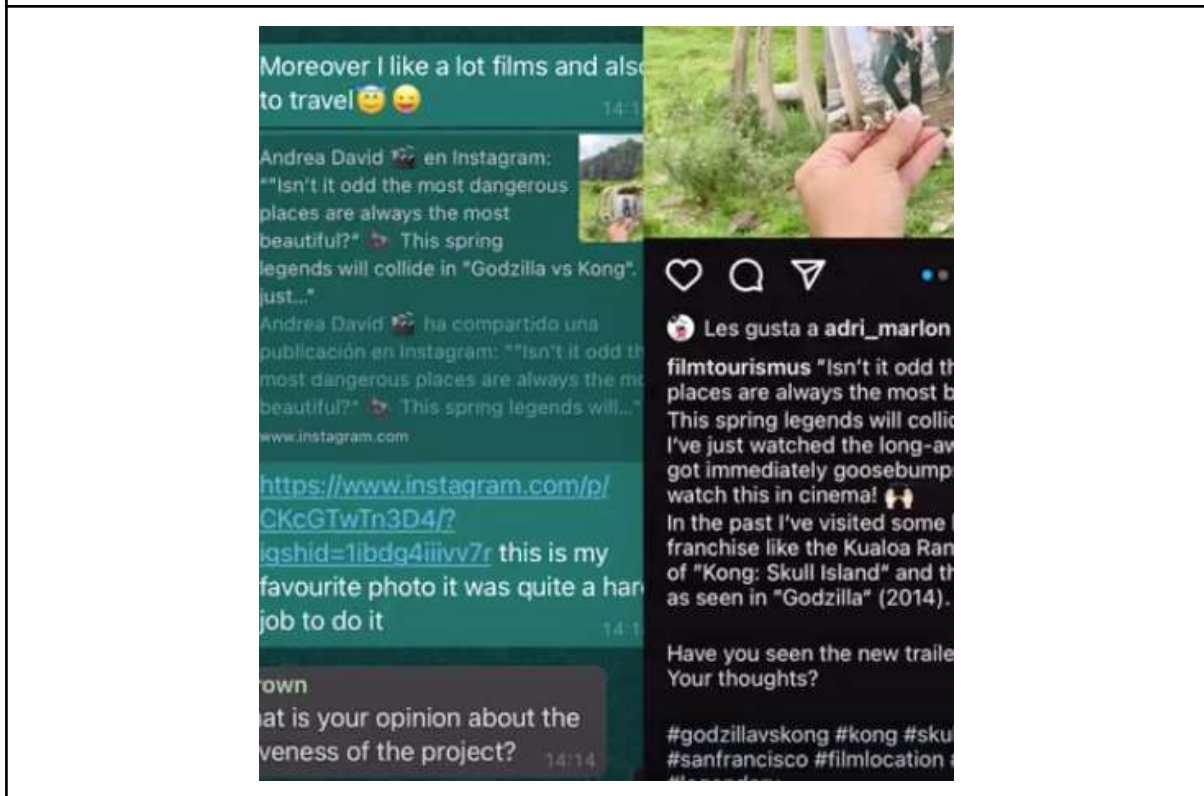 Moreover I like a lot films and also
to travel😇 😛
14:1
Andrea David 🎬 en Instagram:
""Isn't it odd the most dangerous
places are always the most
beautiful?" This spring
legends will collide in "Godzilla vs Kong".
just..."
Andrea David 🎬 ha compartido una
publicación en Instagram: ""Isn't it odd th
most dangerous places are always the mo
beautiful?" This spring legends will..."
www.instagram.com
https://www.instagram.com/p/
CKcGTwTn3D4/?
igshid=1ibdg4iiivv7r this is my
favourite photo it was quite a hard
job to do it
14:1
rown
at is your opinion about the
veness of the project? 14:14
Les gusta a adri_marlon
filmtourismus "Isn't it odd th
places are always the most b
This spring legends will collid
I've just watched the long-aw
got immediately goosebump
watch this in cinema! 🙌🏻
In the past I've visited some l
franchise like the Kualoa Ran
of "Kong: Skull Island" and th
as seen in "Godzilla" (2014).
Have you seen the new traile
Your thoughts?
#godzillavskong #kong #sku
#sanfrancisco #filmlocation